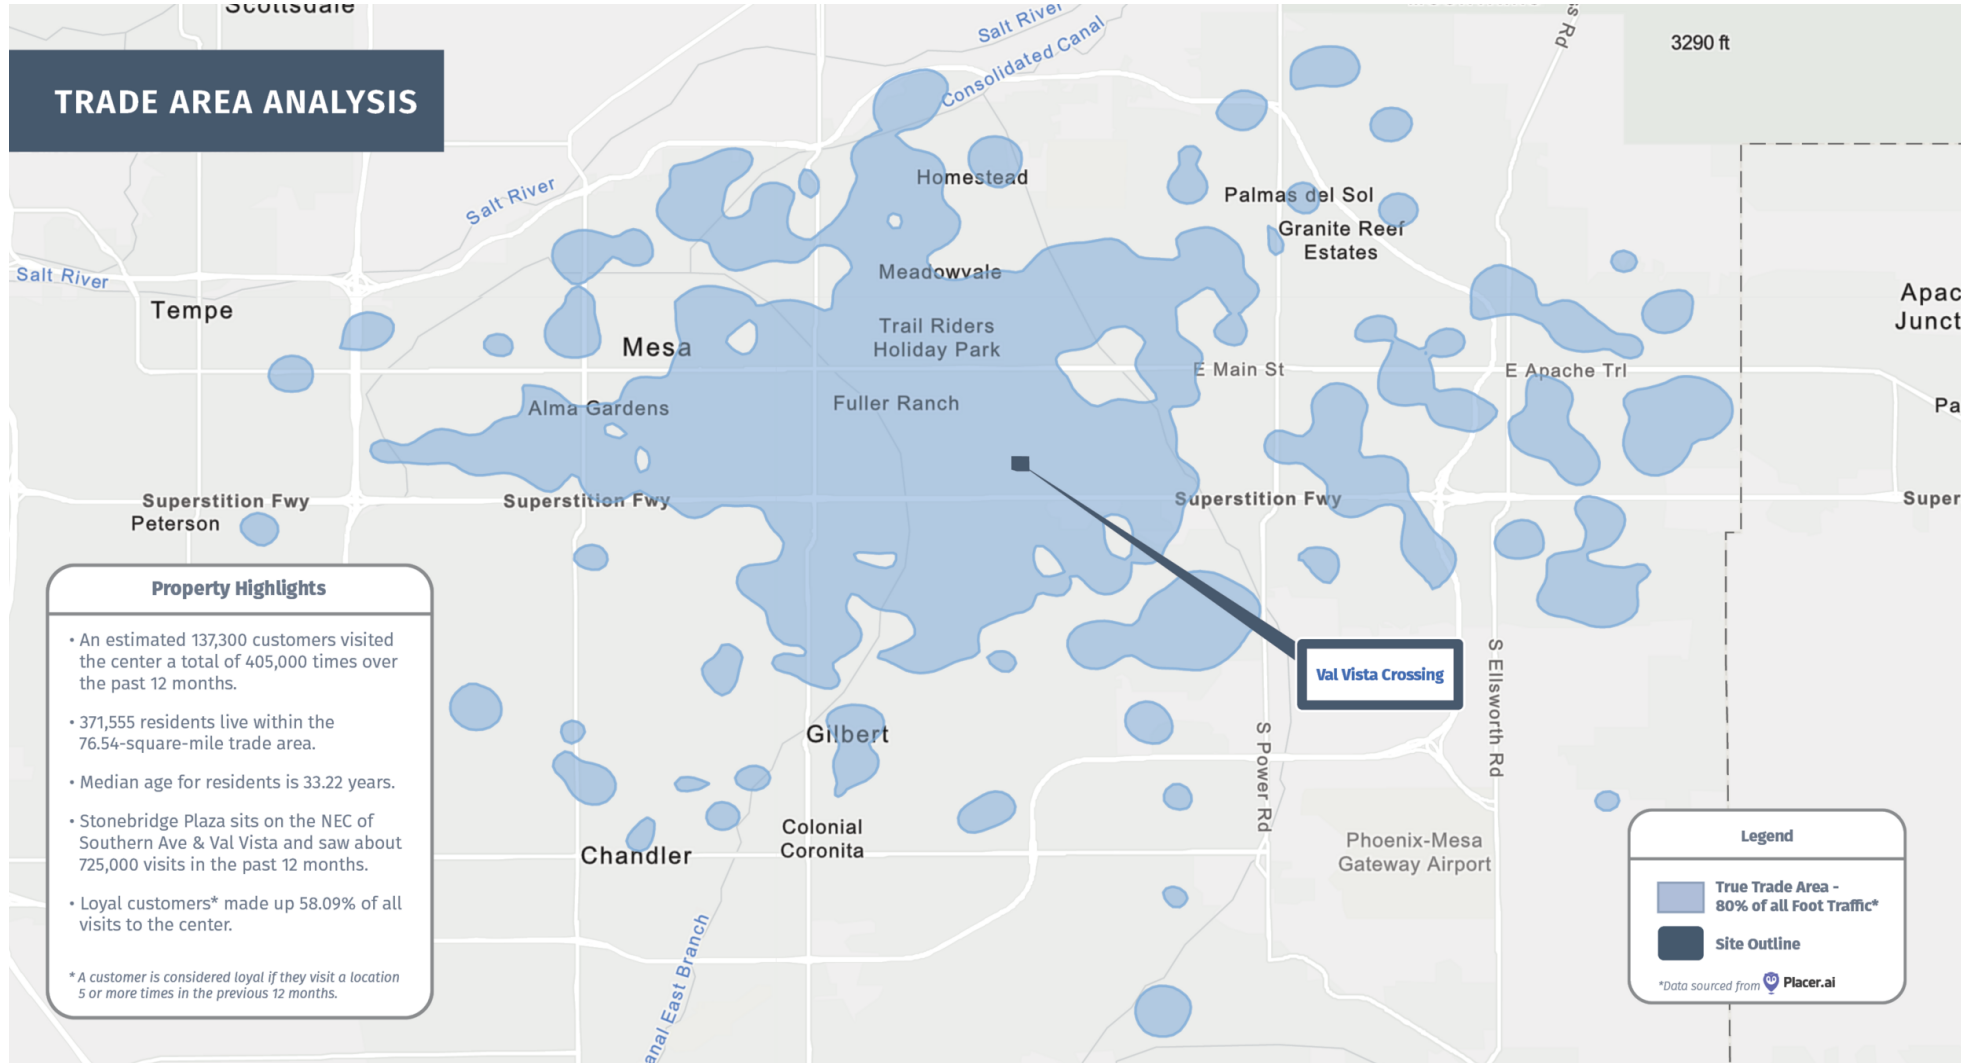 Scottsdale
Salt River
Consolidated Canal
3290 ft
TRADE AREA ANALYSIS
Homestead
Salt River
Palmas del Sol
Granite Reef
Estates
Salt River
Meadowvale
Tempe
Apac
Junct
Trail Riders
Holiday Park
Mesa
E Main St
E Apache Trl
Alma Gardens
Fuller Ranch
Pa
Superstition Fwy
Superstition Fwy
Superstition Fwy
Super
Peterson
Property Highlights
• An estimated 137,300 customers visited
the center a total of 405,000 times over
the past 12 months.
• 371,555 residents live within the
76.54-square-mile trade area.
• Median age for residents is 33.22 years.
• Stonebridge Plaza sits on the NEC of
Southern Ave & Val Vista and saw about
725,000 visits in the past 12 months.
• Loyal customers* made up 58.09% of all
visits to the center.
* A customer is considered loyal if they visit a location
5 or more times in the previous 12 months.
Val Vista Crossing
S Ellsworth Rd
S Power Rd
Gilbert
Colonial
Coronita
Chandler
Phoenix-Mesa
Gateway Airport
anal East Branch
s Rd
Legend
True Trade Area -
80% of all Foot Traffic*
Site Outline
*Data sourced from Placer.ai